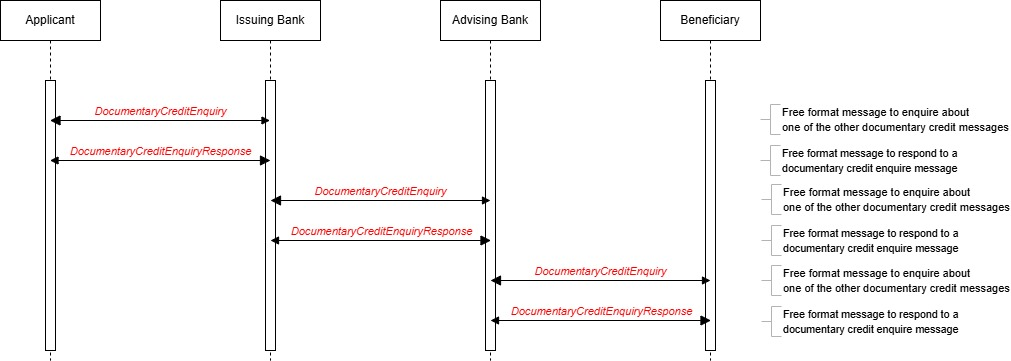 Applicant
Issuing Bank
Advising Bank
Beneficiary
DocumentaryCreditEnquiry
Free format message to enquire about
one of the other documentary credit messages
DocumentaryCreditEnquiryResponse
Free format message to respond to a
documentary credit enquire message
DocumentaryCreditEnquiry
Free format message to enquire about
one of the other documentary credit messages
DocumentaryCreditEnquiryResponse
Free format message to respond to a
documentary credit enquire message
DocumentaryCreditEnquiry
Free format message to enquire about
one of the other documentary credit messages
DocumentaryCreditEnquiryResponse
Free format message to respond to a
documentary credit enquire message